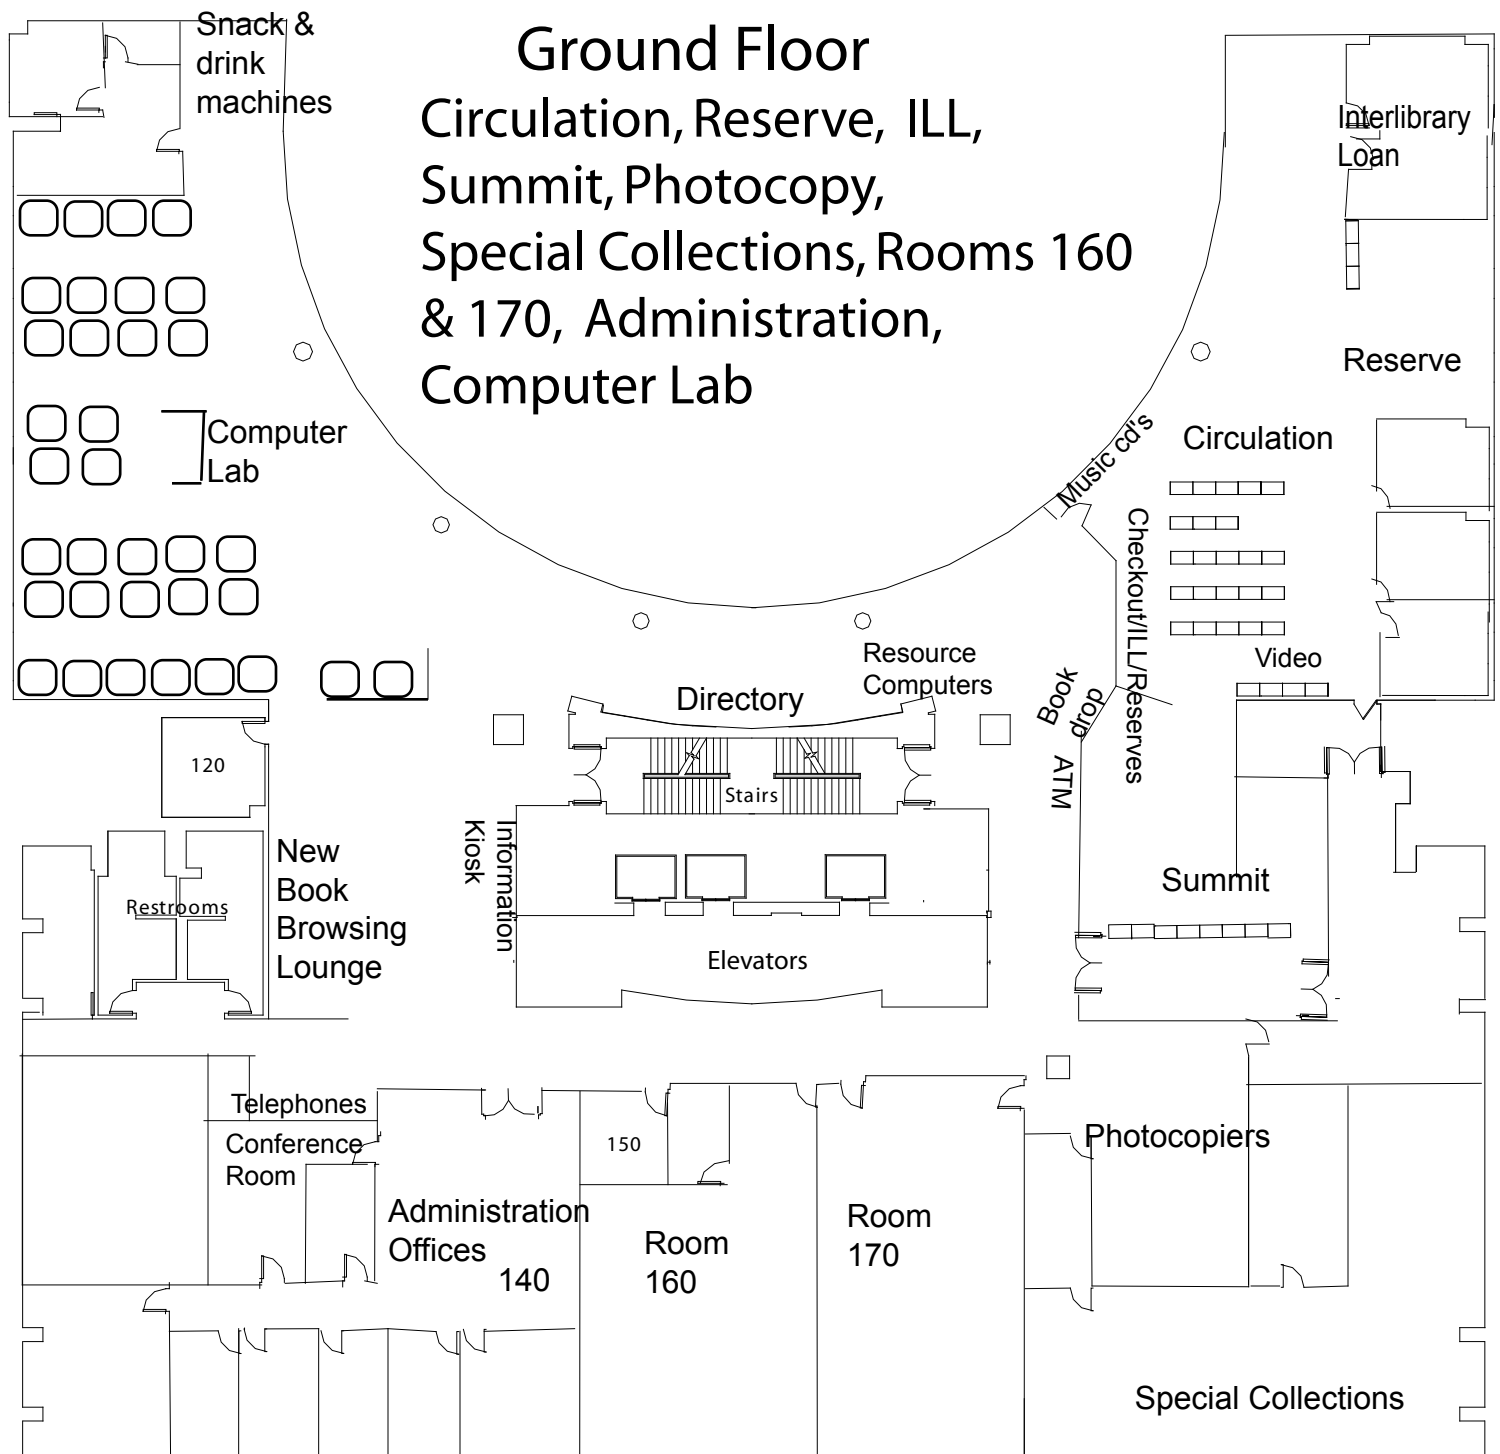 Ground Floor
Circulation, Reserve, ILL,
Summit, Photocopy,
Special Collections, Rooms 160
& 170, Administration,
Computer Lab
Snack &
drink
machines
Interlibrary
Loan
Reserve
Computer
Lab
Music cd's
Circulation
Checkout/ILL/Reserves
Video
Resource
Computers
Directory
Book
drop
ATM
120
Stairs
Information
Kiosk
New
Book
Browsing
Lounge
Restrooms
Summit
Elevators
Telephones
Conference
Room
150
Photocopiers
Administration
Offices
140
Room
160
Room
170
Special Collections